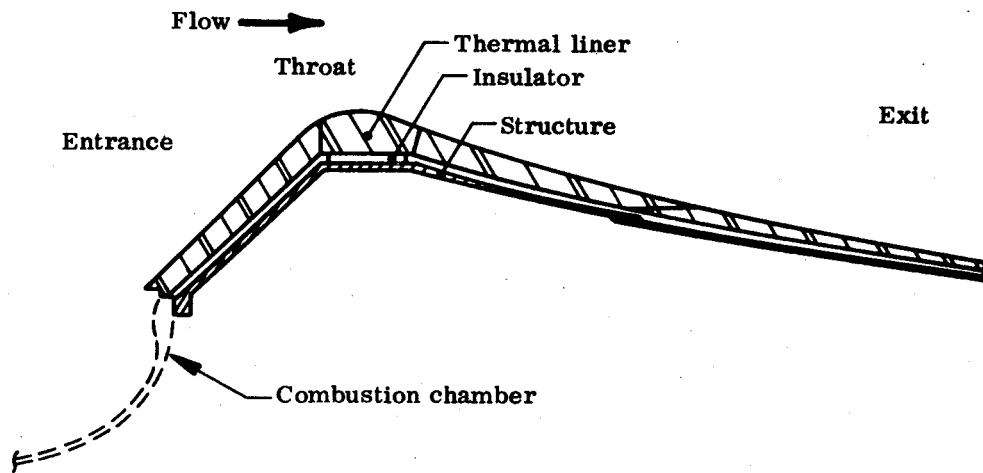 Flow
Thermal liner
Throat
Insulator
Structure
Exit
Entrance
Combustion chamber